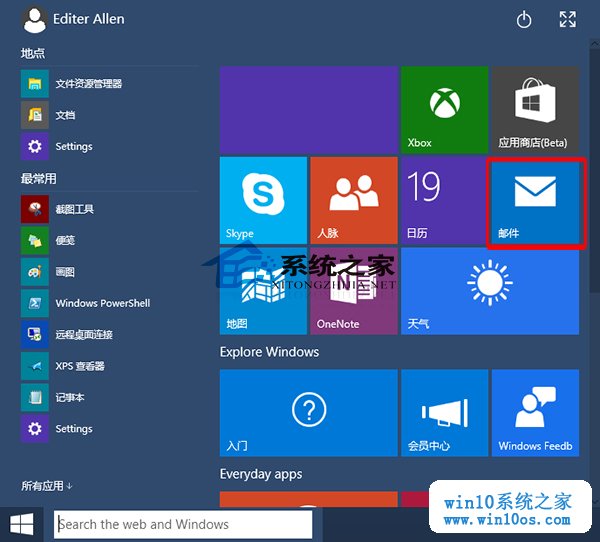 Editer Allen
地点
文件资源管理器
文档
Settings
最常用
截图工具
便笺
画图
Windows PowerShell
远程桌面连接
XPS 查看器
记事本
Settings
所有应用
Xbox
应用商店(Beta)
Skype
人脉
19
日历
邮件
系统之家
XITONGZHIJIA.NET
地图
OneNote
天气
Explore Windows
入门
会员中心
Windows Feedb
Everyday apps
Search the web and Windows
win10系统之家
www.win10os.com